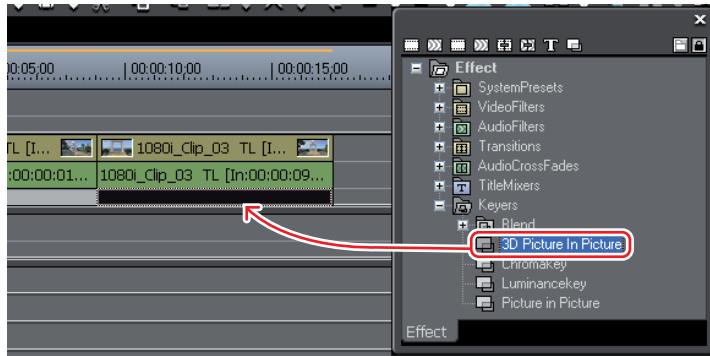 00:05;00 00:00:10;00 00:00:15;00
TL [I... 1080i_Clip_03 TL [I...
:00:00:01... 1080i_Clip_03 TL [In:00:00:09...
T
Effect
SystemPresets
VideoFilters
AudioFilters
Transitions
AudioCrossFades
T TitleMixers
Keyers
Blend
3D Picture In Picture
Chromakey
Luminancekey
Picture in Picture
Effect